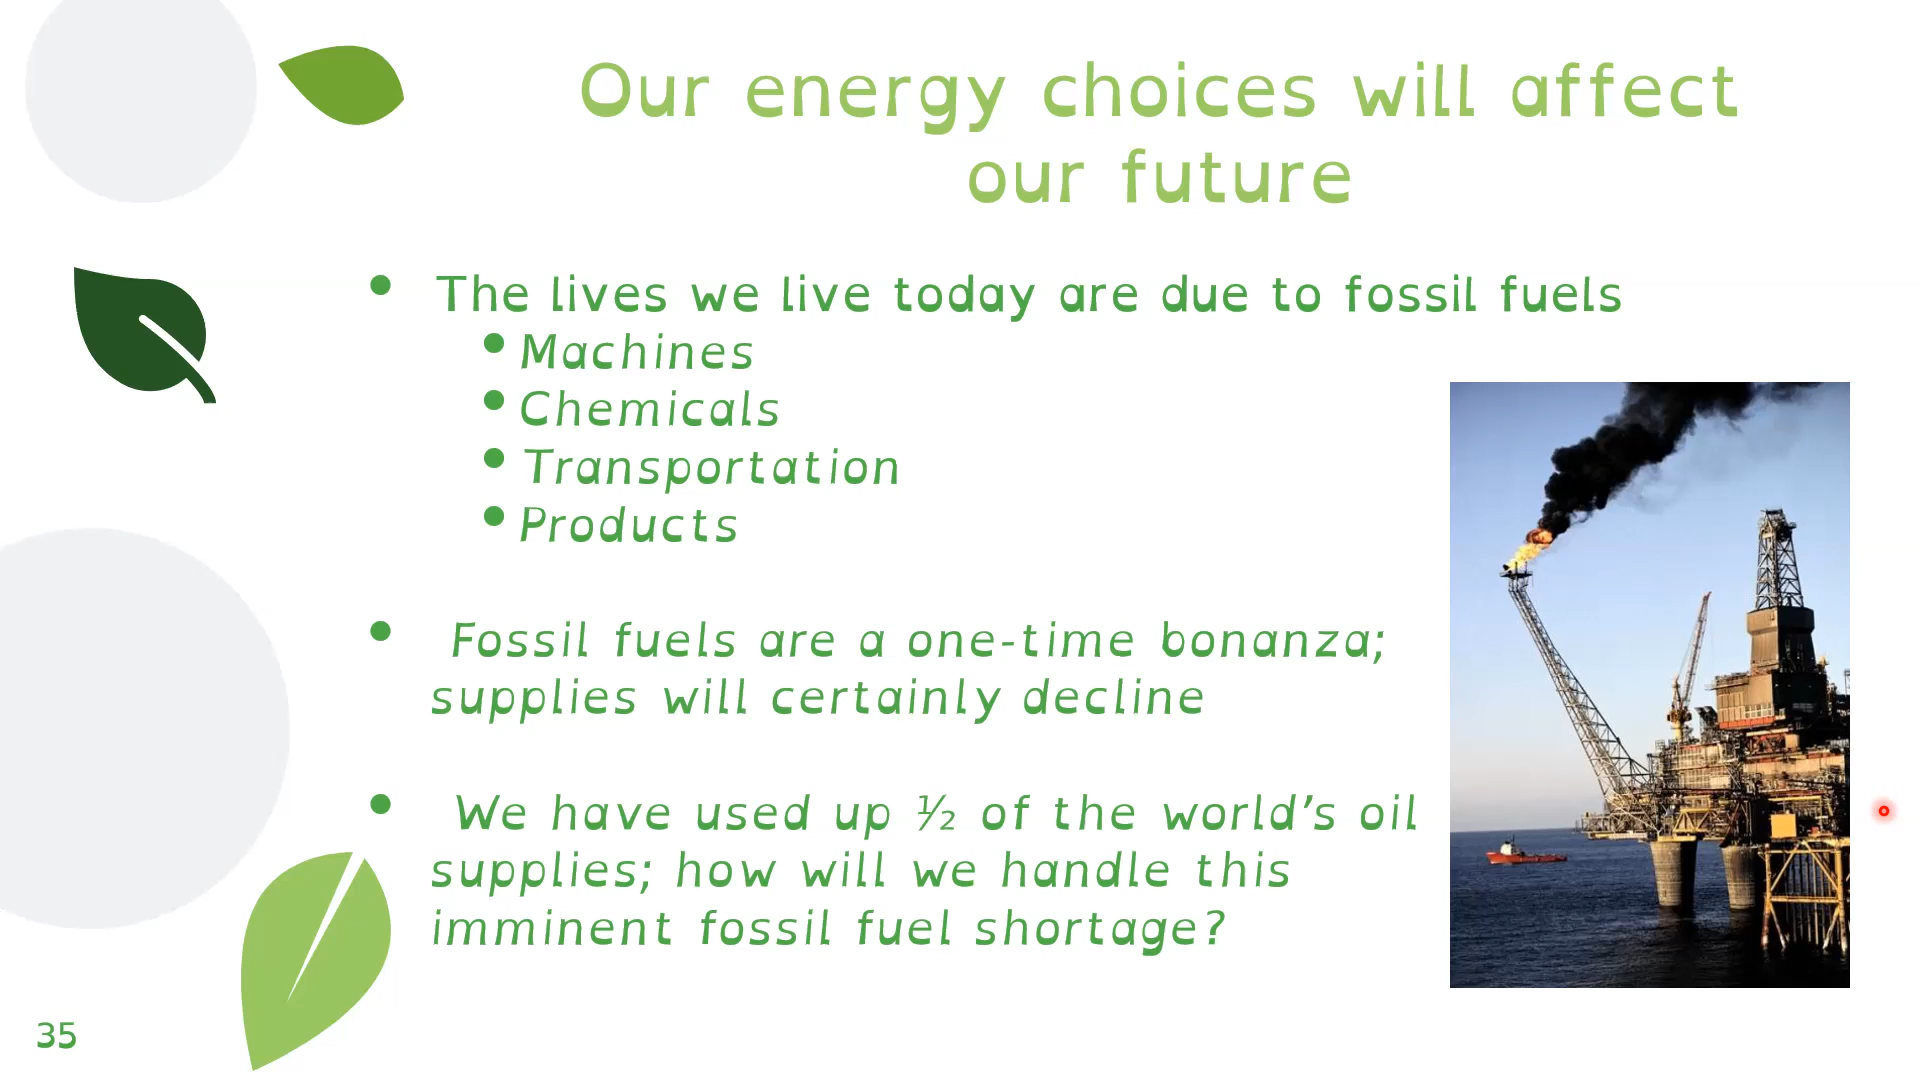 Our energy choices will affect
our future
• The lives we live today are due to fossil fuels
• Machines
• Chemicals
• Transportation
• Products
• Fossil fuels are a one-time bonanza;
supplies will certainly decline
• We have used up ½ of the world’s oil
supplies; how will we handle this
imminent fossil fuel shortage?
35